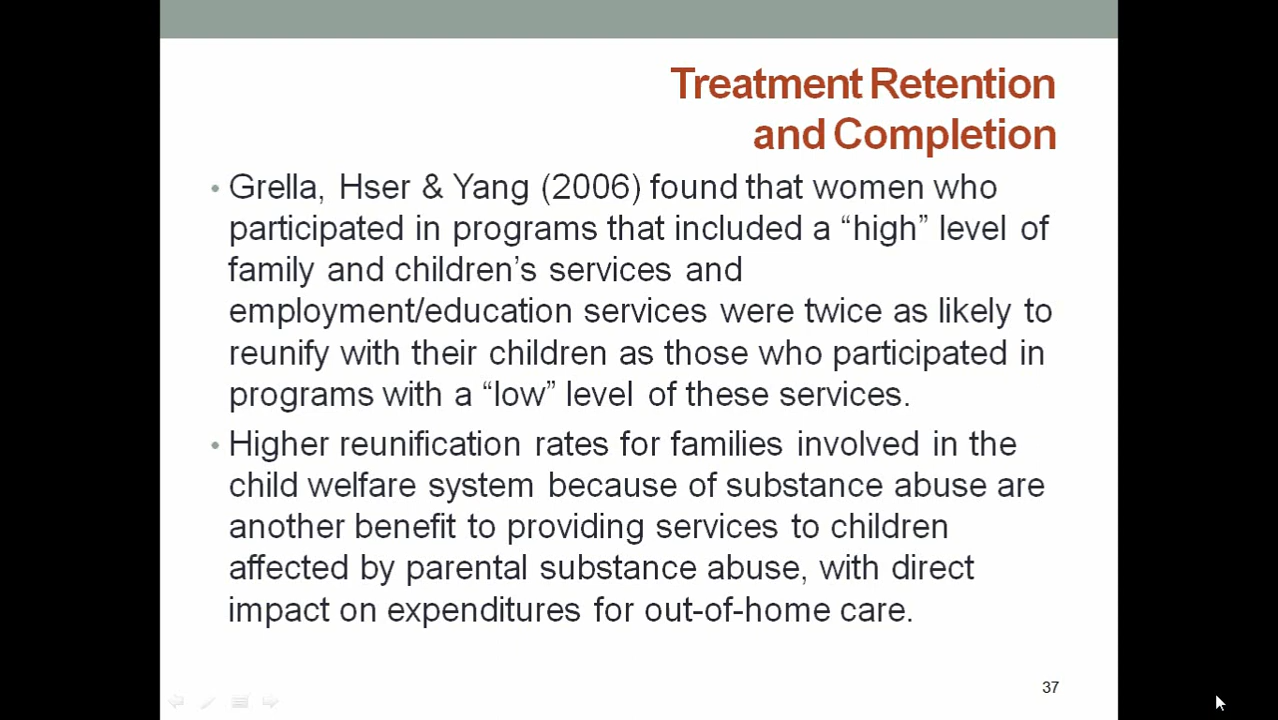 Treatment Retention
and Completion
• Grella, Hser & Yang (2006) found that women who
participated in programs that included a “high” level of
family and children’s services and
employment/education services were twice as likely to
reunify with their children as those who participated in
programs with a “low” level of these services.
• Higher reunification rates for families involved in the
child welfare system because of substance abuse are
another benefit to providing services to children
affected by parental substance abuse, with direct
impact on expenditures for out-of-home care.
37